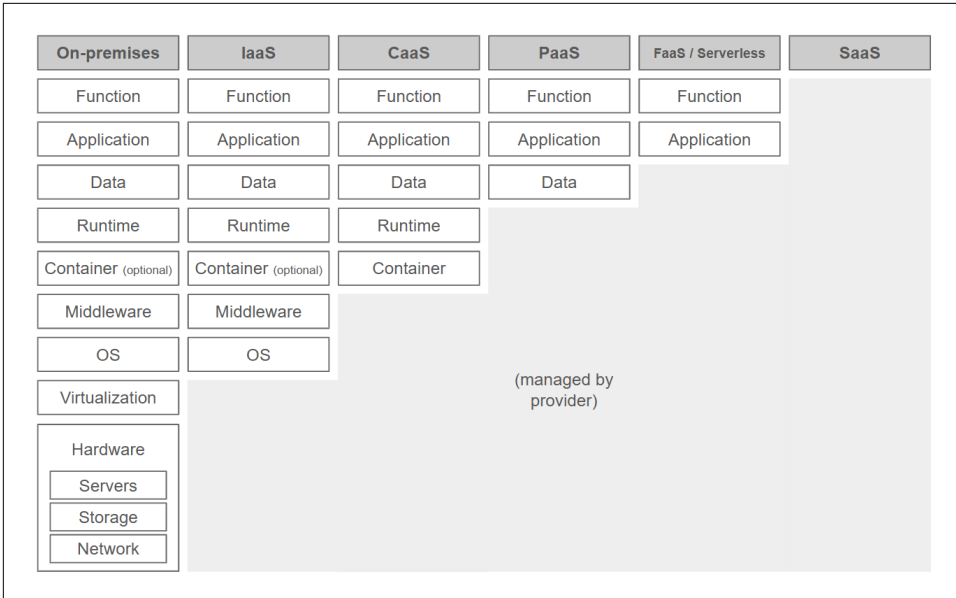 On-premises IaaS CaaS PaaS FaaS / Serverless SaaS
Function Function Function Function Function
Application Application Application Application Application
Data Data Data Data
Runtime Runtime Runtime
Container (optional) Container (optional) Container
Middleware Middleware
OS OS
(managed by
provider)
Virtualization
Hardware
Servers
Storage
Network